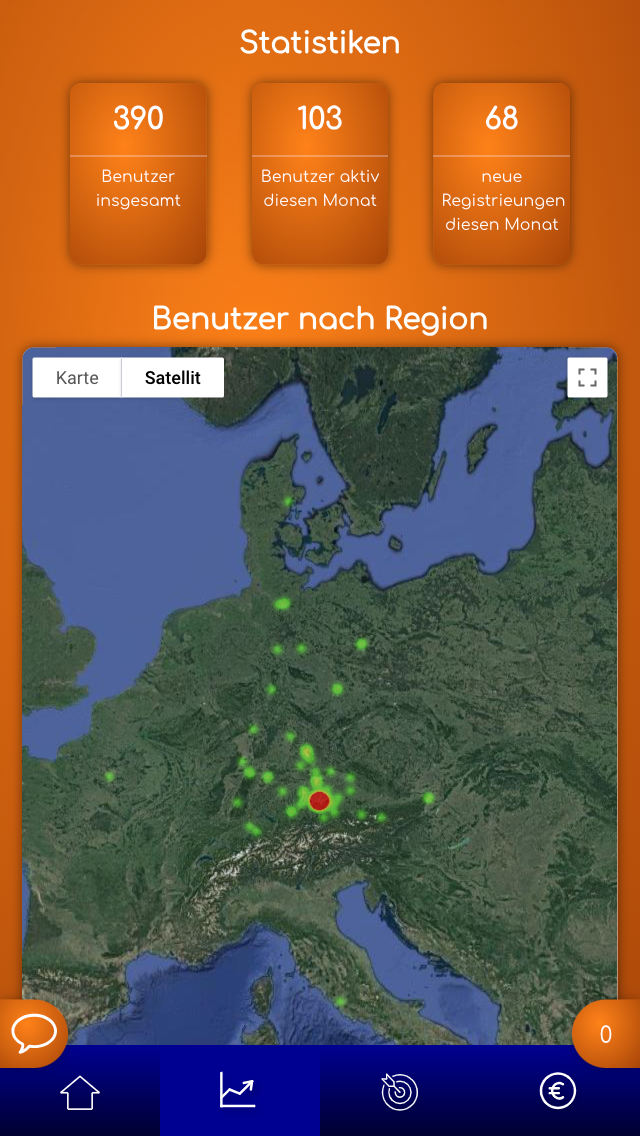 Statistiken
390
103
68
Benutzer
insgesamt
Benutzer aktiv
diesen Monat
neue
Registrieungen
diesen Monat
Benutzer nach Region
Karte
Satellit
0
€